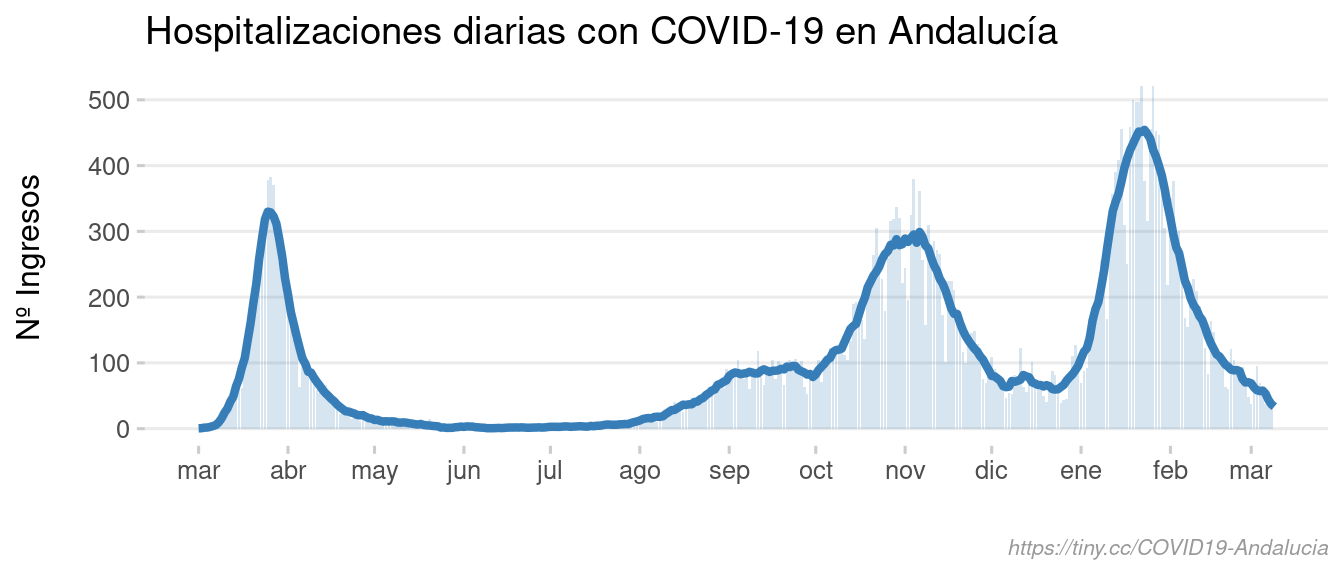 Hospitalizaciones diarias con COVID-19 en Andalucía
Nº Ingresos
500
400
300
200
100
0
mar abr may jun jul ago sep oct nov dic ene feb mar
https://tiny.cc/COVID19-Andalucia